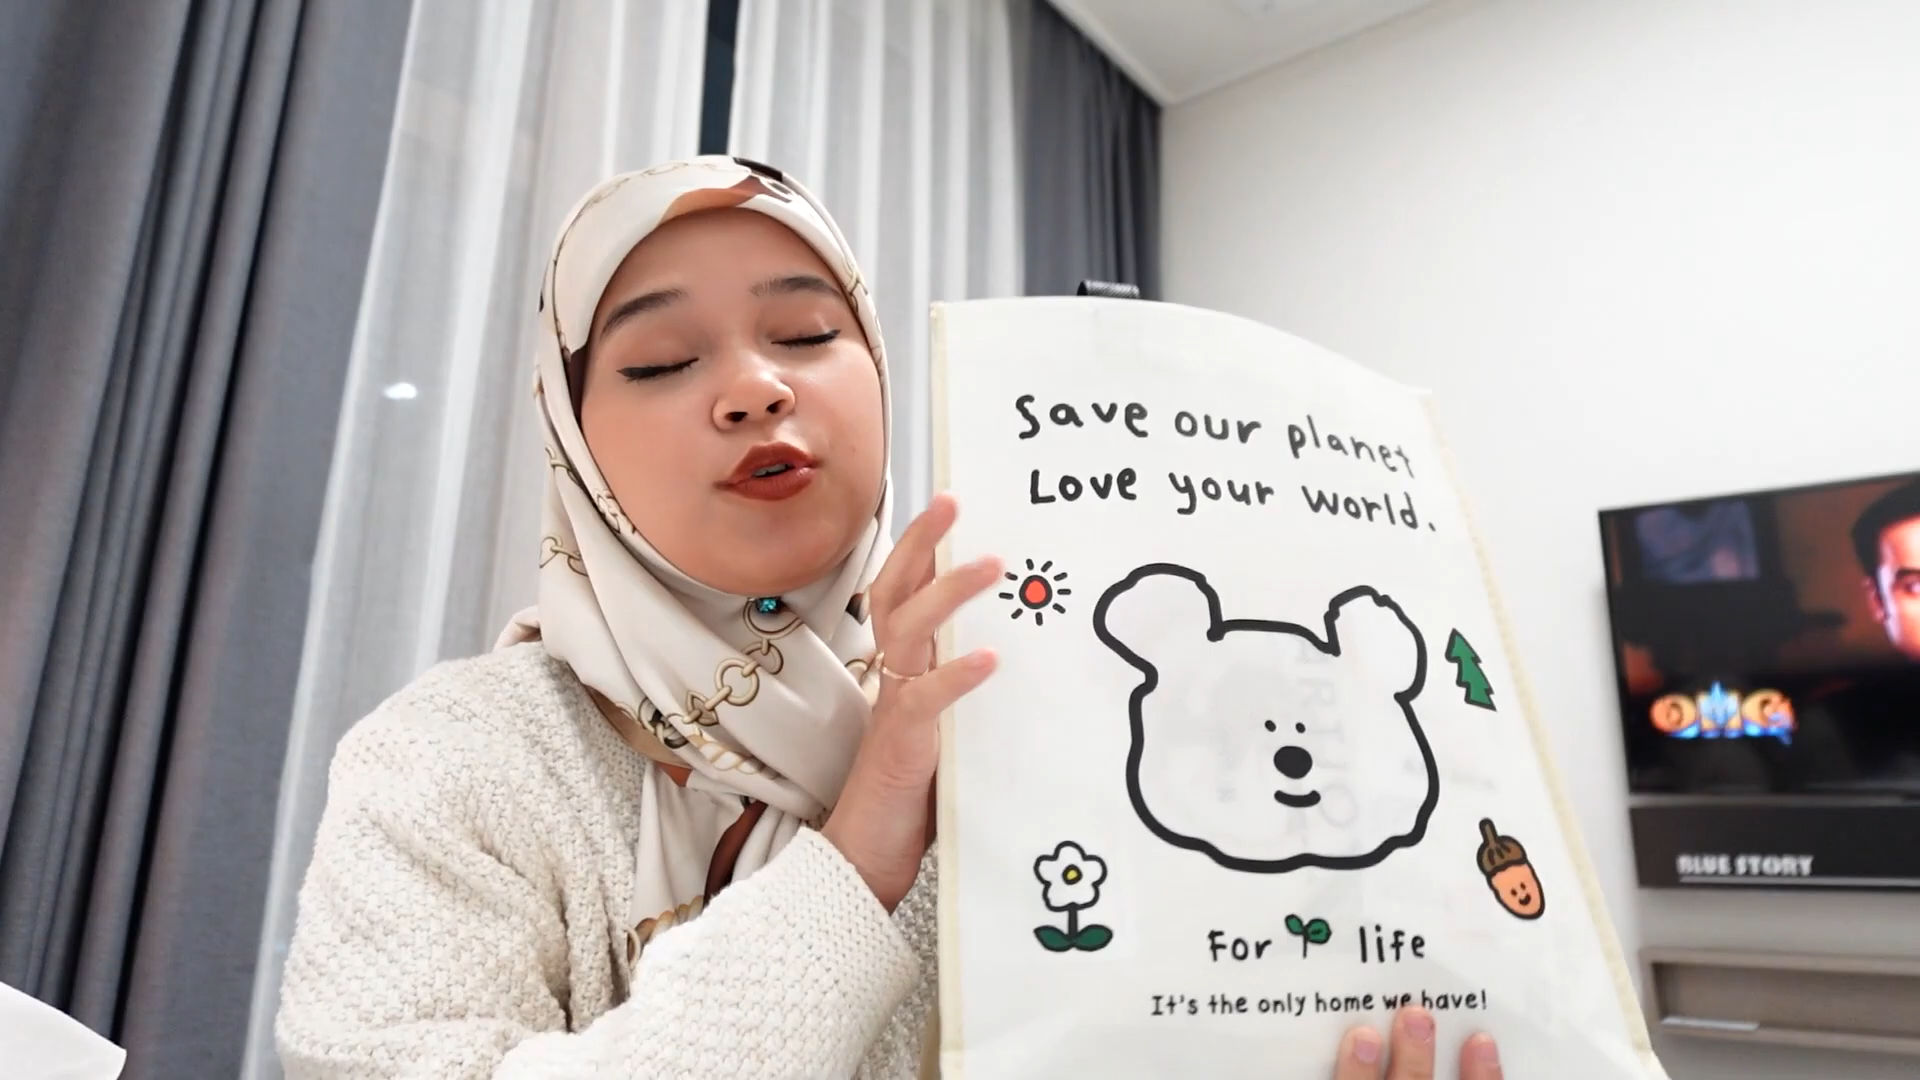 Save our planet
Love your world.
For life
It's the only home we have!
OMG
BLUE STORY